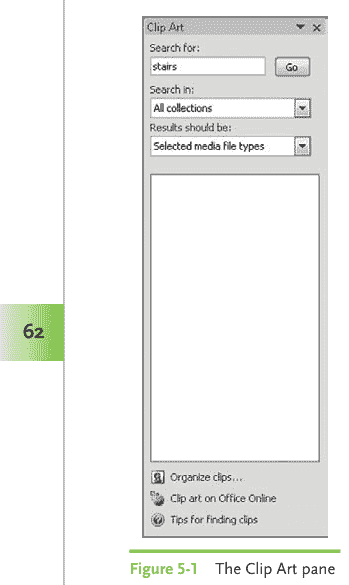 Clip Art
Search for:
stairs
Go
Search in:
All collections
Results should be:
Selected media file types
62
Organize clips...
Clip art on Office Online
Tips for finding clips
Figure 5-1 The Clip Art pane